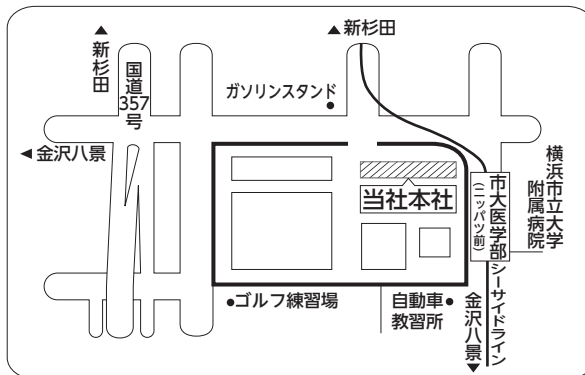 ▲新杉田
▲新杉田
国道
357
号
ガソリンスタンド
◀金沢八景
当社本社
市大医学部
(ニッパツ前)
横浜市立大学
附属病院
シーサイドライン
●ゴルフ練習場
自動車●
教習所
金沢八景▼